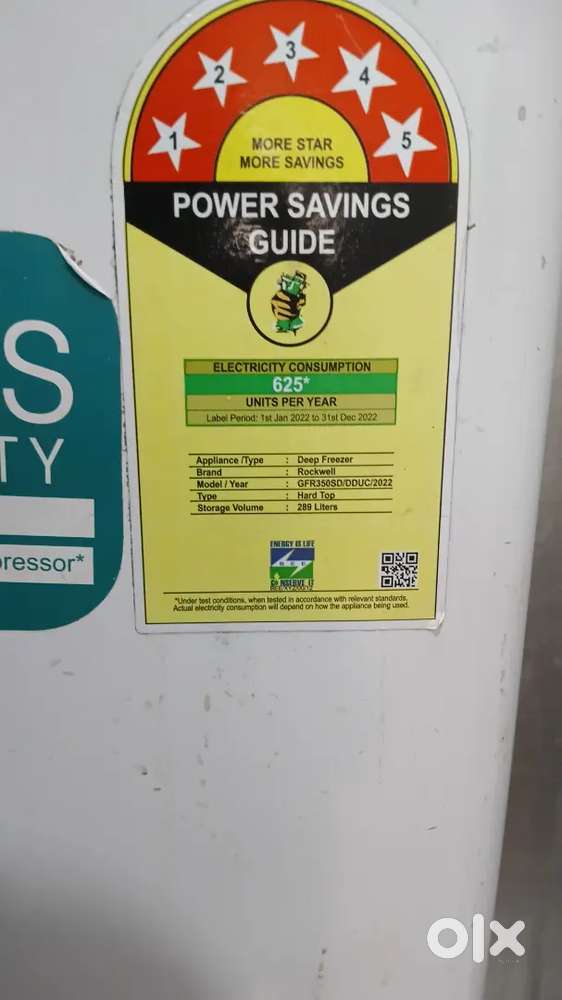 1 2 3 4 5
MORE STAR
MORE SAVINGS
POWER SAVINGS
GUIDE
ELECTRICITY CONSUMPTION
625*
UNITS PER YEAR
Label Period: 1st Jan 2022 to 31st Dec 2022
Appliance /Type : Deep Freezer
Brand : Rockwell
Model / Year : GFR350SD/DDUC/2022
Type : Hard Top
Storage Volume : 289 Liters
ENERGY IS LIFE
BEE
CONSERVE IT
*Under test conditions, when tested in accordance with relevant standards.
Actual electricity consumption will depend on how the appliance being used.
S
TY
pressor*
olx